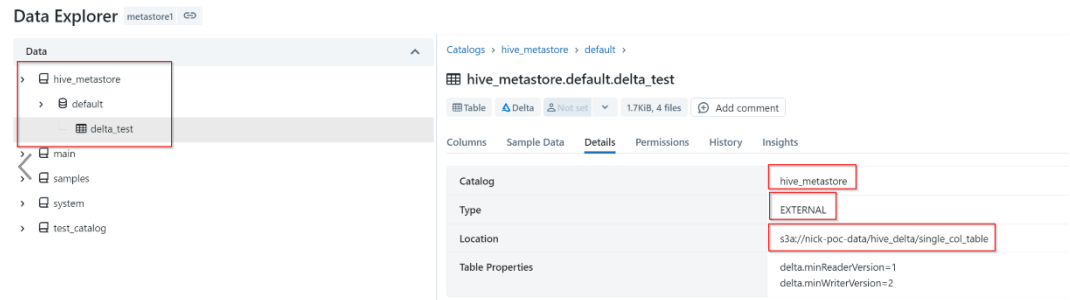 Data Explorer metastore1
Data
hive_metastore
default
delta_test
main
samples
system
test_catalog
Catalogs > hive_metastore > default >
hive_metastore.default.delta_test
Table Delta Not set 1.7KiB, 4 files Add comment
Columns Sample Data Details Permissions History Insights
Catalog hive_metastore
Type EXTERNAL
Location s3a://nick-poc-data/hive_delta/single_col_table
Table Properties delta.minReaderVersion=1
delta.minWriterVersion=2